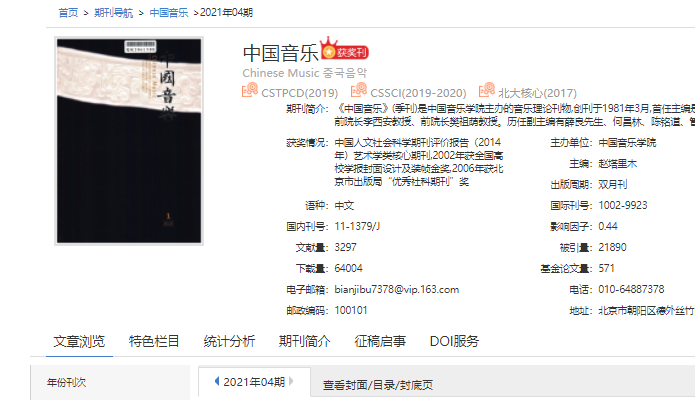 首页 > 期刊导航 > 中国音乐 >2021年04期
中國音樂
1
中国音乐 获奖刊
Chinese Music 중국음악
CSTPCD(2019) CSSCI(2019-2020) 北大核心(2017)
期刊简介: 《中国音乐》(季刊)是中国音乐学院主办的音乐理论刊物,创刊于1981年3月,首任主编是
前院长李西安教授、前院长樊祖荫教授。历任副主编有薛良先生、何昌林、陈铭道、
获奖情况: 中国人文社会科学期刊评价报告（2014
年）艺术学类核心期刊,2002年获全国高
校学报封面设计及装帧金奖,2006年获北
京市出版局“优秀社科期刊”奖
主办单位: 中国音乐学院
主编: 赵塔里木
出版周期: 双月刊
语种: 中文
国际刊号: 1002-9923
国内刊号: 11-1379/J
影响因子: 0.44
文献量: 3297
被引量: 21890
下载量: 64004
基金论文量: 571
电子邮箱: bianjibu7378@vip.163.com
电话: 010-64887378
邮政编码: 100101
地址: 北京市朝阳区德外丝竹
文章浏览 特色栏目 统计分析 期刊简介 征稿启事 DOI服务
年份刊次
2021年04期
查看封面/目录/封底页